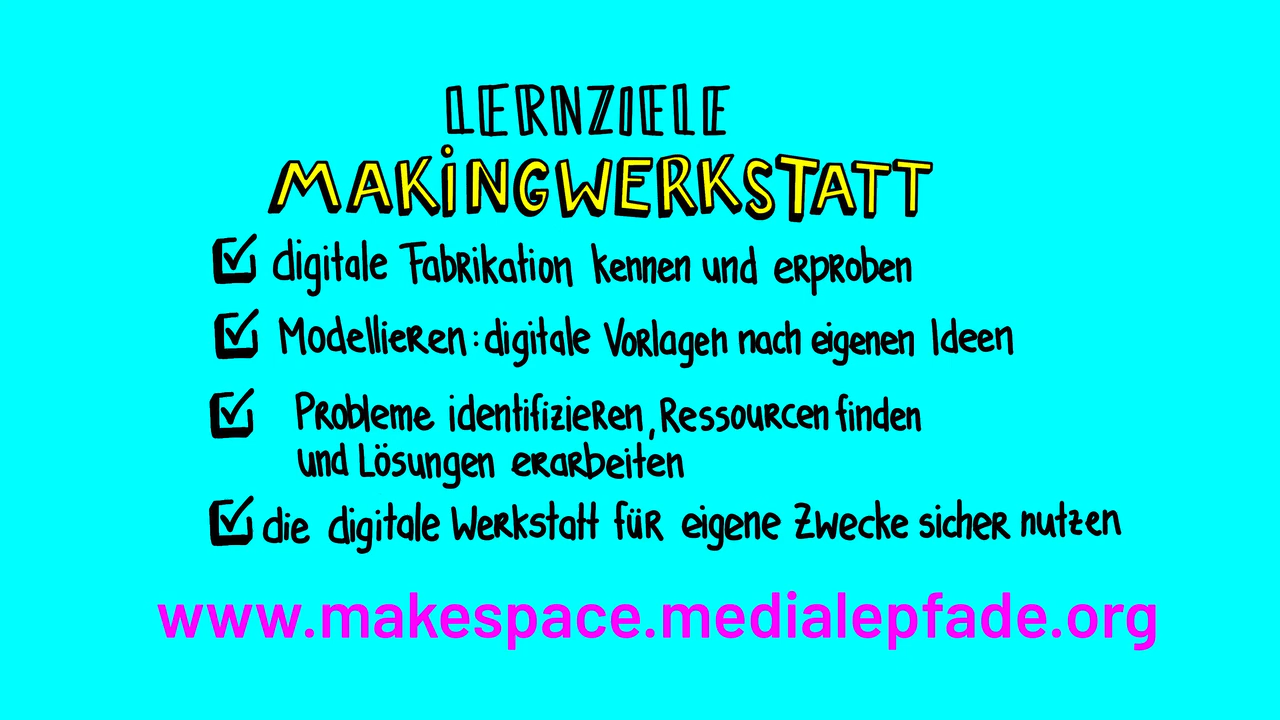 LERNZIELE
MAKiNGWERKSTATT
digitale Fabrikation kennen und erproben
Modellieren: digitale Vorlagen nach eigenen Ideen
Probleme identifizieren, Ressourcen finden
und Lösungen erarbeiten
die digitale Werkstatt für eigene Zwecke sicher nutzen
www.makespace.medialepfade.org